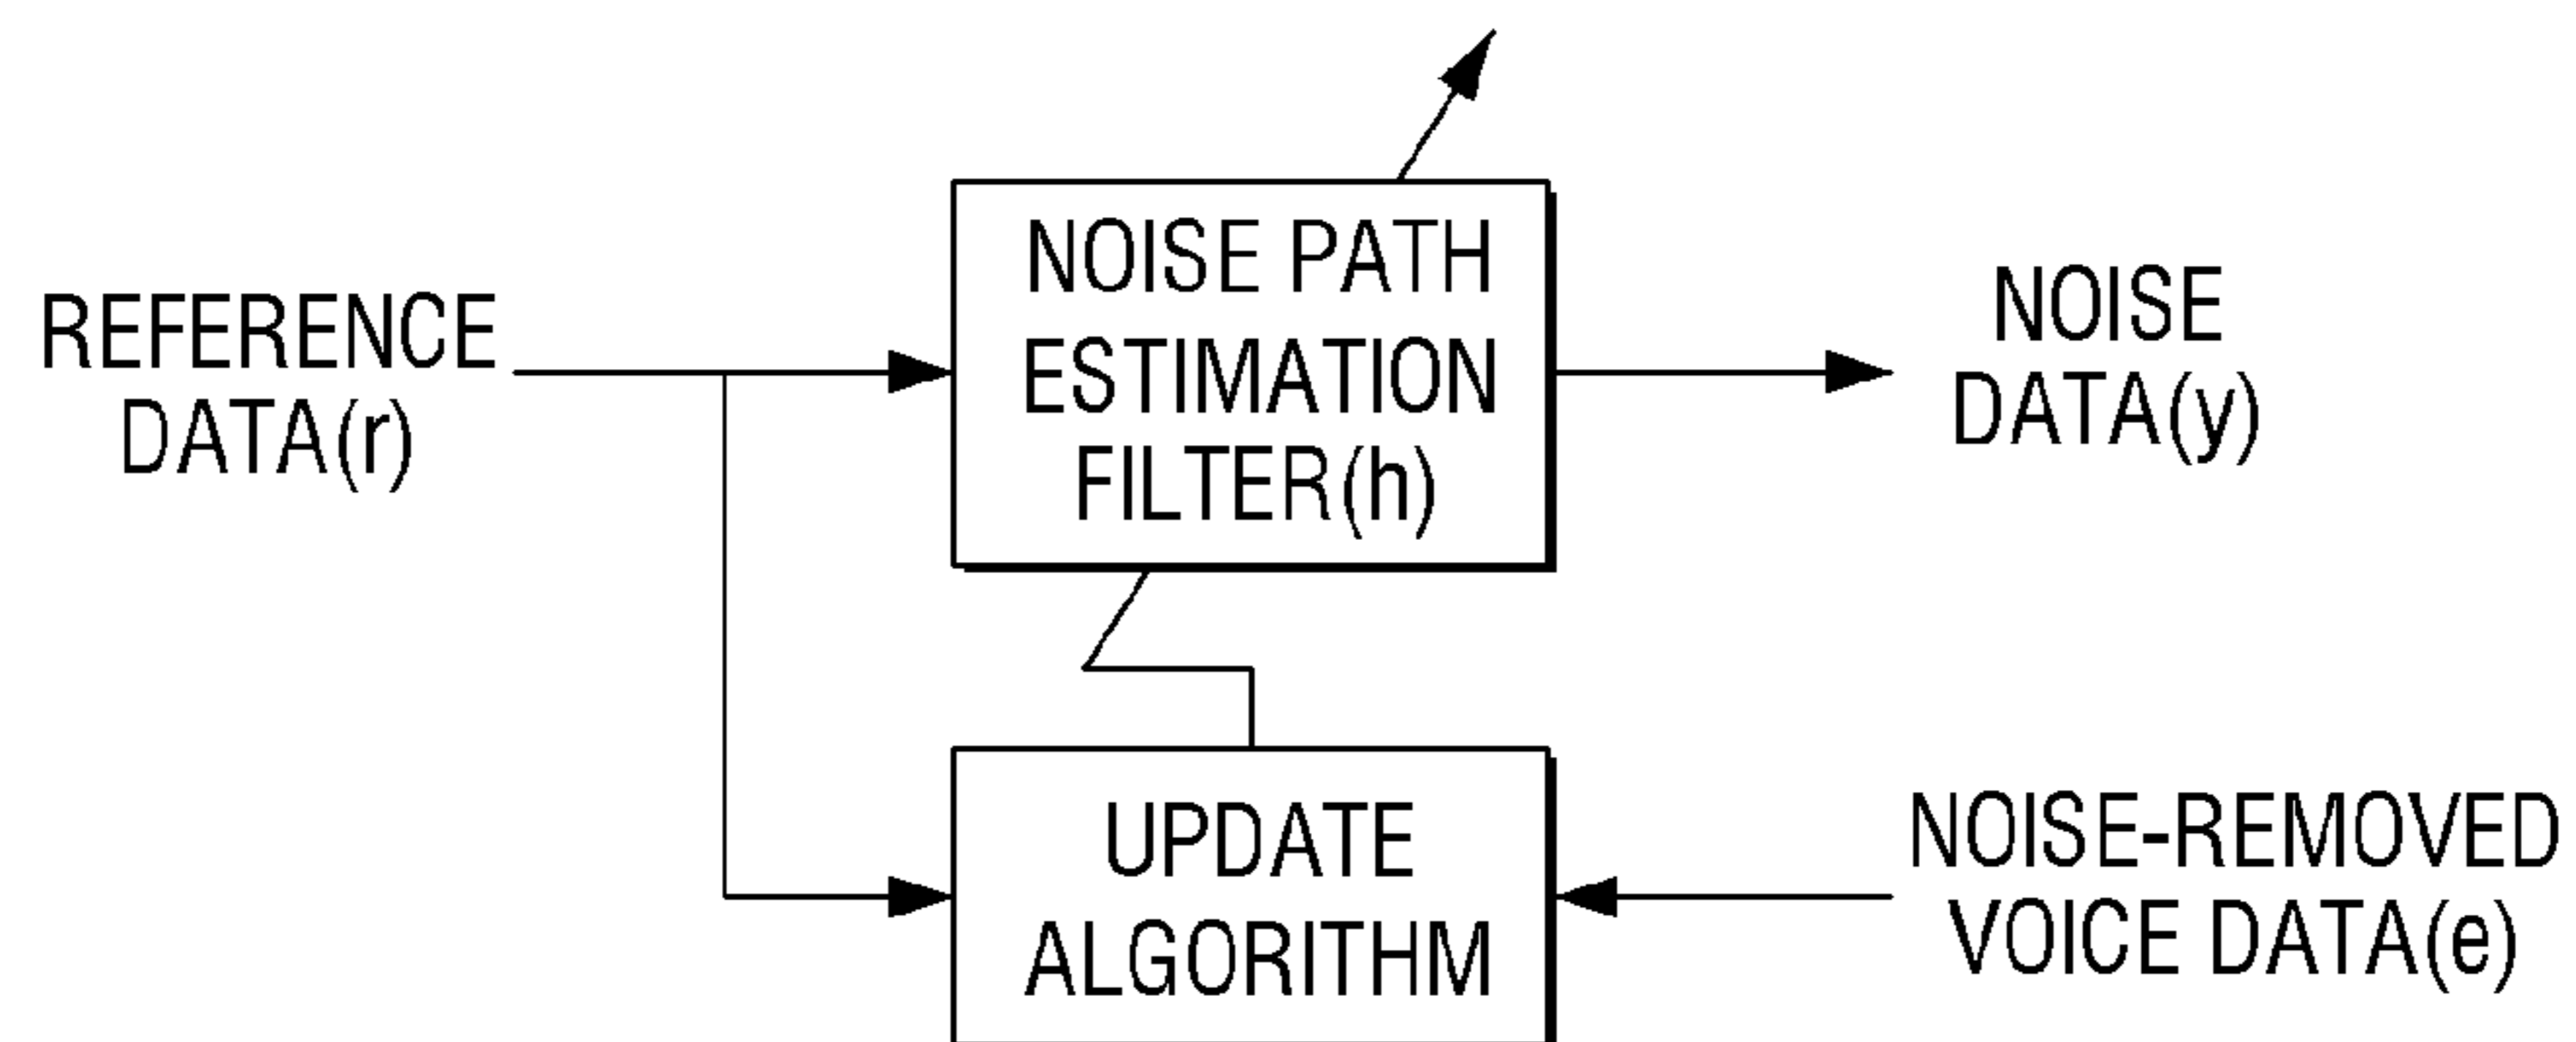 REFERENCE
DATA(r)
NOISE PATH
ESTIMATION
FILTER(h)
NOISE
DATA(y)
UPDATE
ALGORITHM
NOISE-REMOVED
VOICE DATA(e)